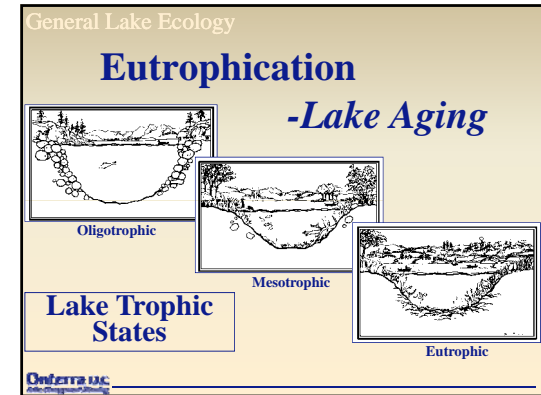 General Lake Ecology
Eutrophication
-Lake Aging
Oligotrophic
Mesotrophic
Eutrophic
Lake Trophic
States
Onterra LLC